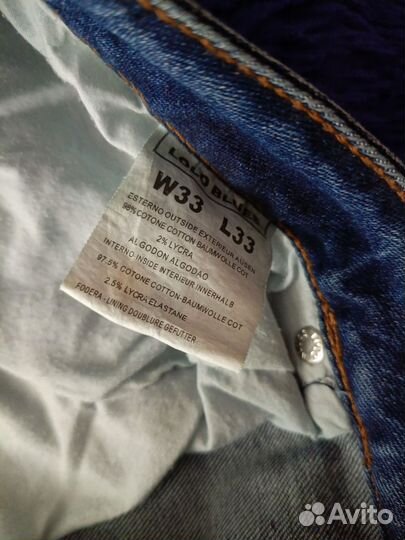 LOLO BLUES
W33 L33
ESTERNO OUTSIDE EXTERIEUR AUSEN
98% COTONE COTTON BAUMWOLLE COT
2% LYCRA
ALGODON ALGODAO
INTERNO INSIDE INTERIEUR INNERHALB
97.5% COTONE COTTON-BAUMWOLLE COT
2.5% LYCRA ELASTANE
FODERA-LINING DOUBLURE GEFUTTER
Avito